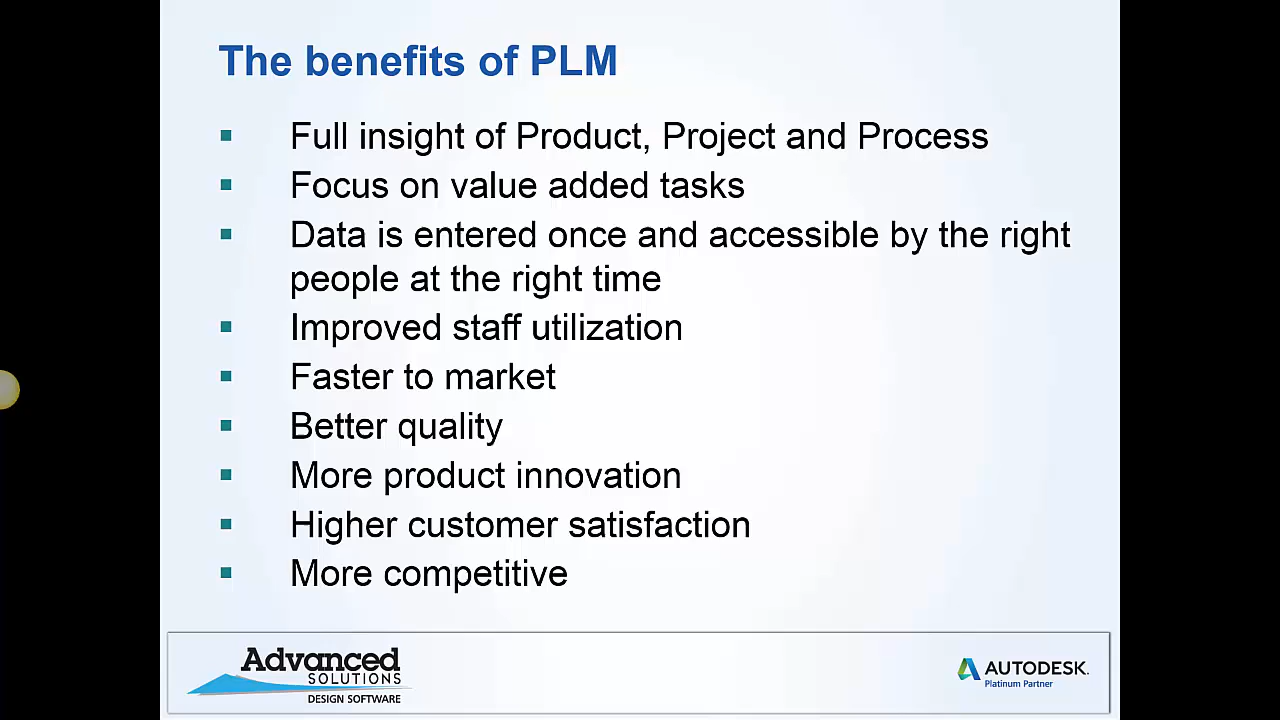 The benefits of PLM
Full insight of Product, Project and Process
Focus on value added tasks
Data is entered once and accessible by the right
people at the right time
Improved staff utilization
Faster to market
Better quality
More product innovation
Higher customer satisfaction
More competitive
Advanced
SOLUTIONS
DESIGN SOFTWARE
AUTODESK.
Platinum Partner